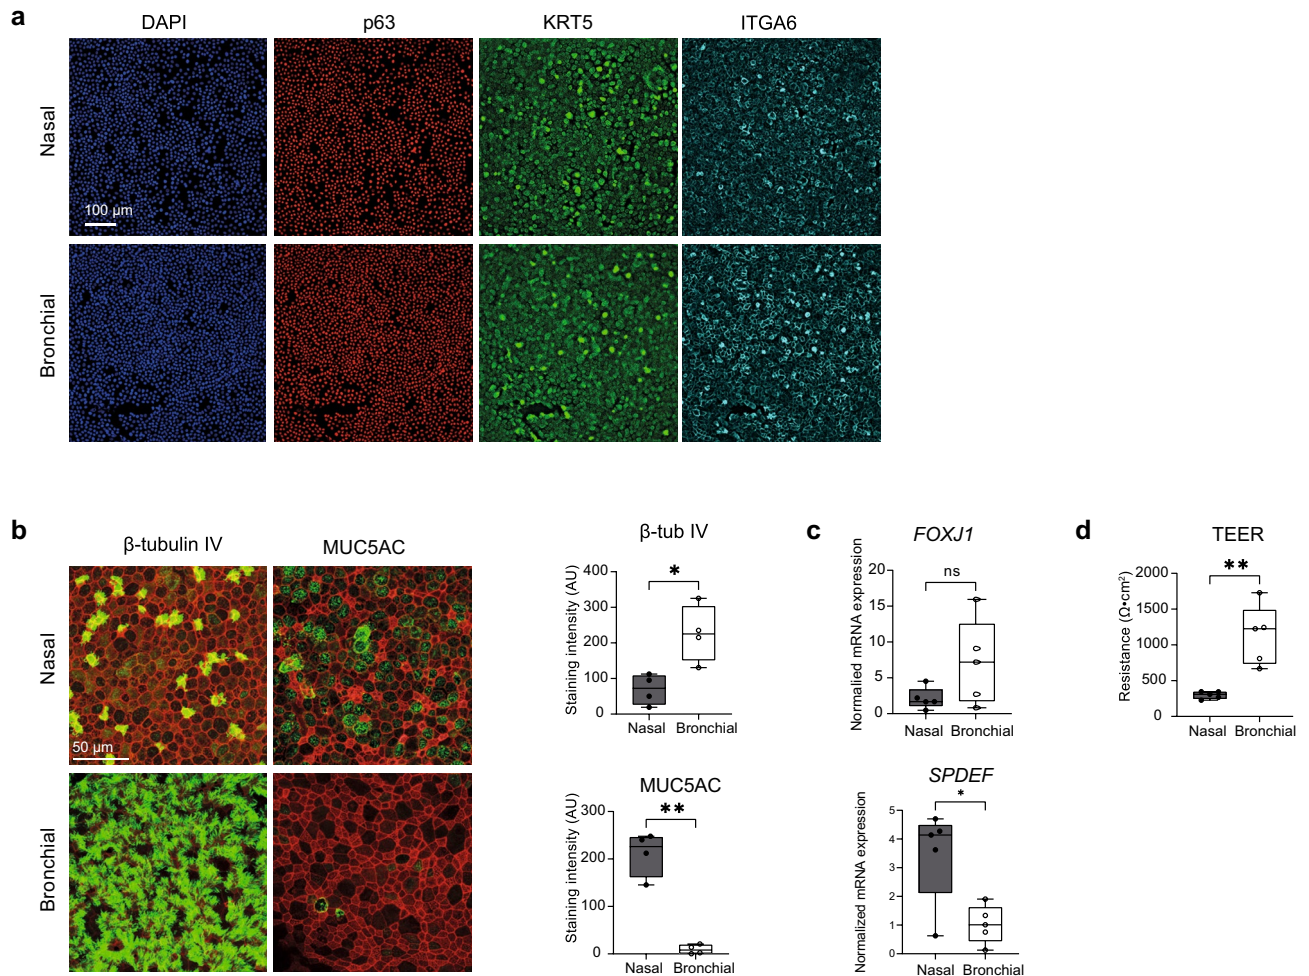 a
DAPI
p63
KRT5
ITGA6
Nasal
100 µm
Bronchial
b
β-tubulin IV
MUC5AC
Nasal
50 µm
Bronchial
β-tub IV
Staining intensity (AU)
400
300
200
100
0
*
Nasal
Bronchial
MUC5AC
Staining intensity (AU)
300
200
100
0
**
Nasal
Bronchial
c
FOXJ1
Normalied mRNA expression
20
15
10
5
0
ns
Nasal
Bronchial
SPDEF
Normalized mRNA expression
5
4
3
2
1
0
*
Nasal
Bronchial
d
TEER
Resistance (Ω•cm²)
2000
1500
1000
500
0
**
Nasal
Bronchial